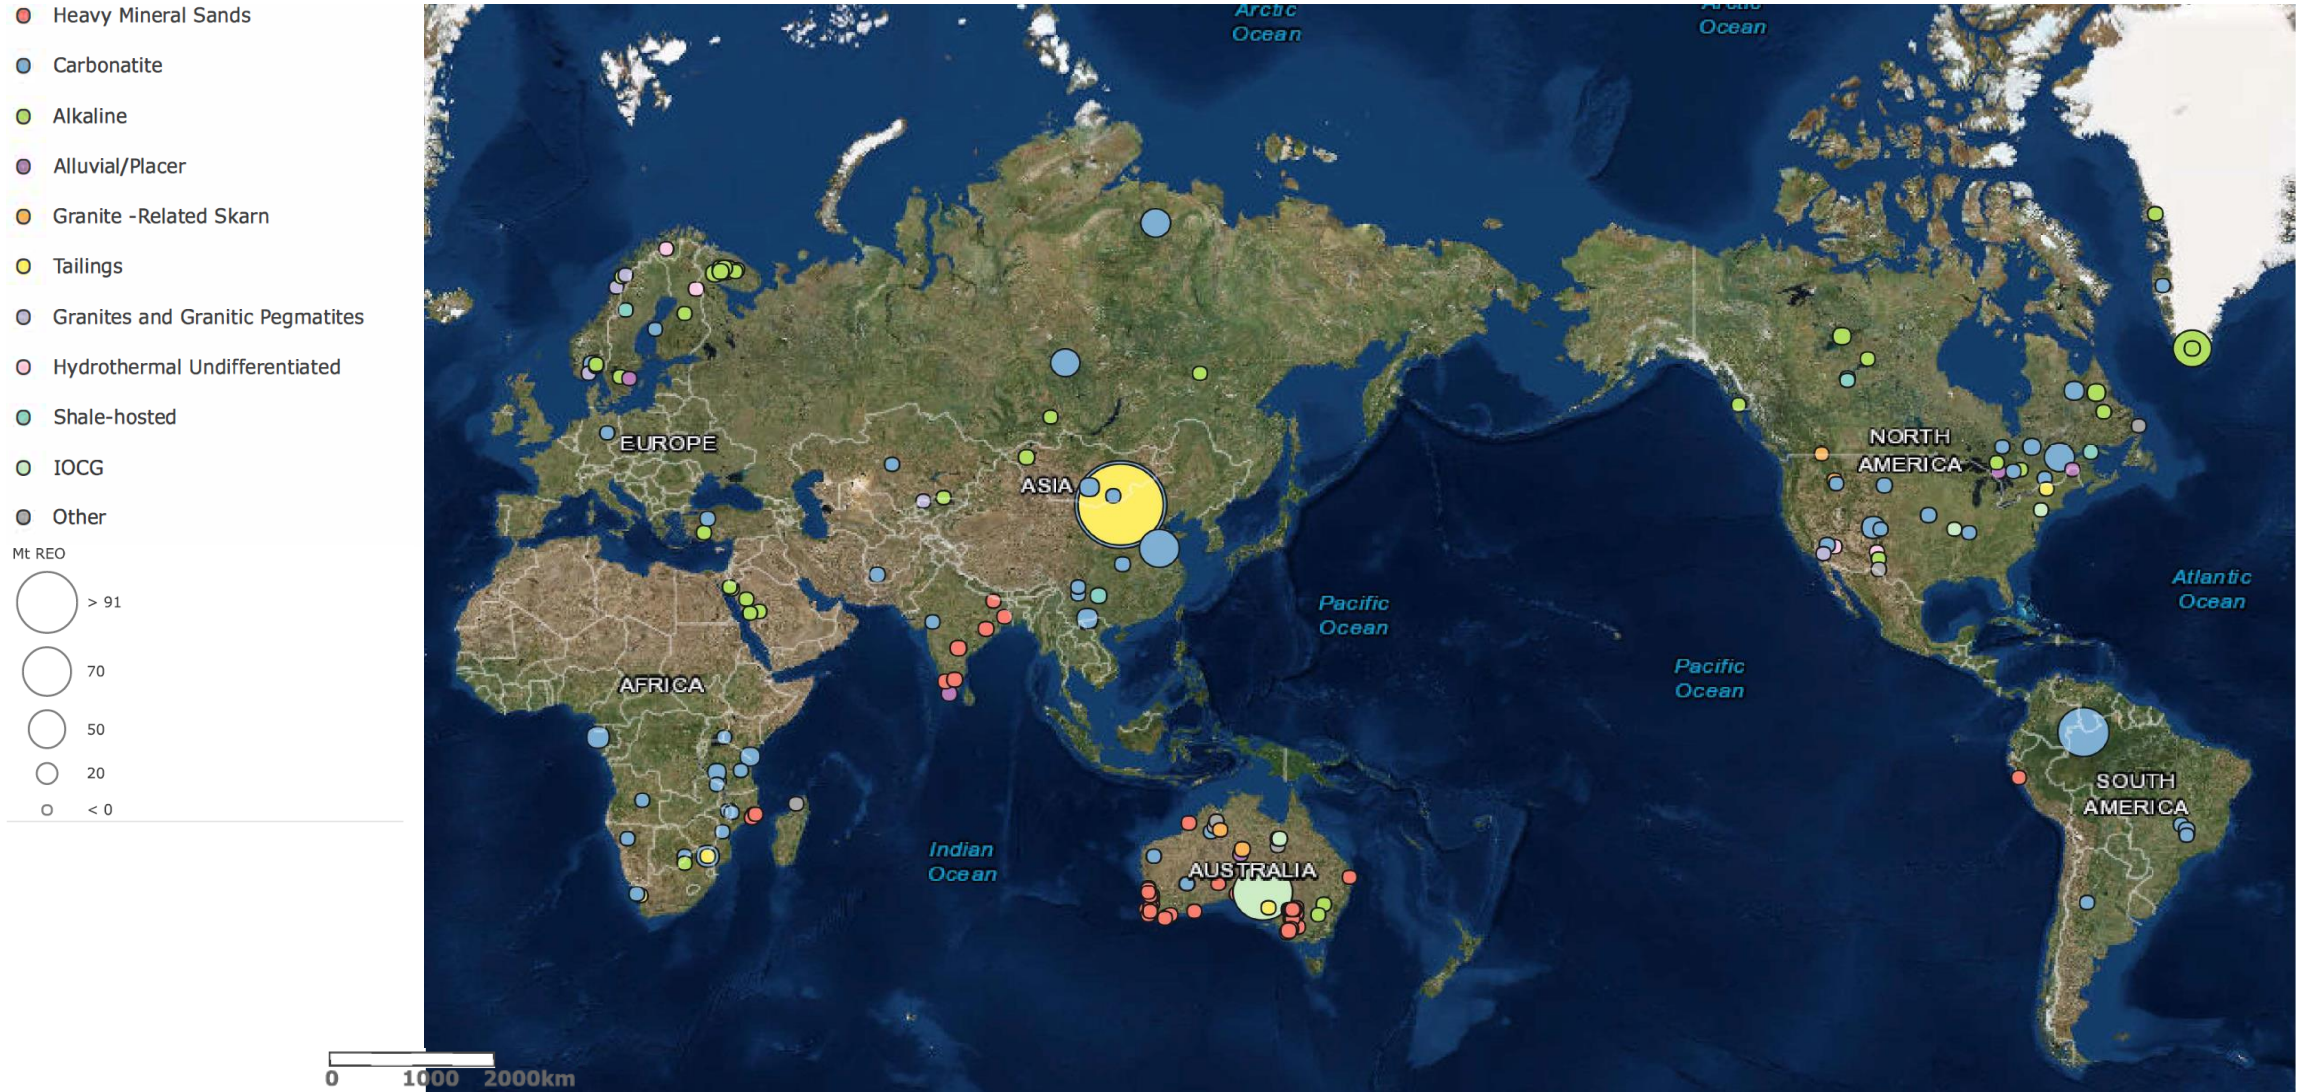 Heavy Mineral Sands
Carbonatite
Alkaline
Alluvial/Placer
Granite -Related Skarn
Tailings
Granites and Granitic Pegmatites
Hydrothermal Undifferentiated
Shale-hosted
IOCG
Other
Mt REO
> 91
70
50
20
< 0
0 1000 2000km
Arctic
Ocean
Arctic
Ocean
EUROPE
ASIA
NORTH
AMERICA
Atlantic
Ocean
Pacific
Ocean
Pacific
Ocean
AFRICA
SOUTH
AMERICA
Indian
Ocean
AUSTRALIA